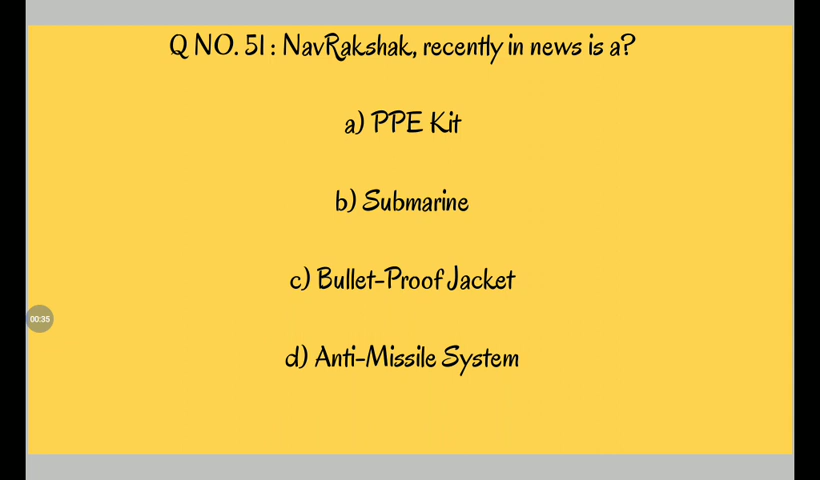 Q NO. 51 : NavRakshak, recently in news is a?
a) PPE Kit
b) Submarine
c) Bullet-Proof Jacket
00:35
d) Anti-Missile System